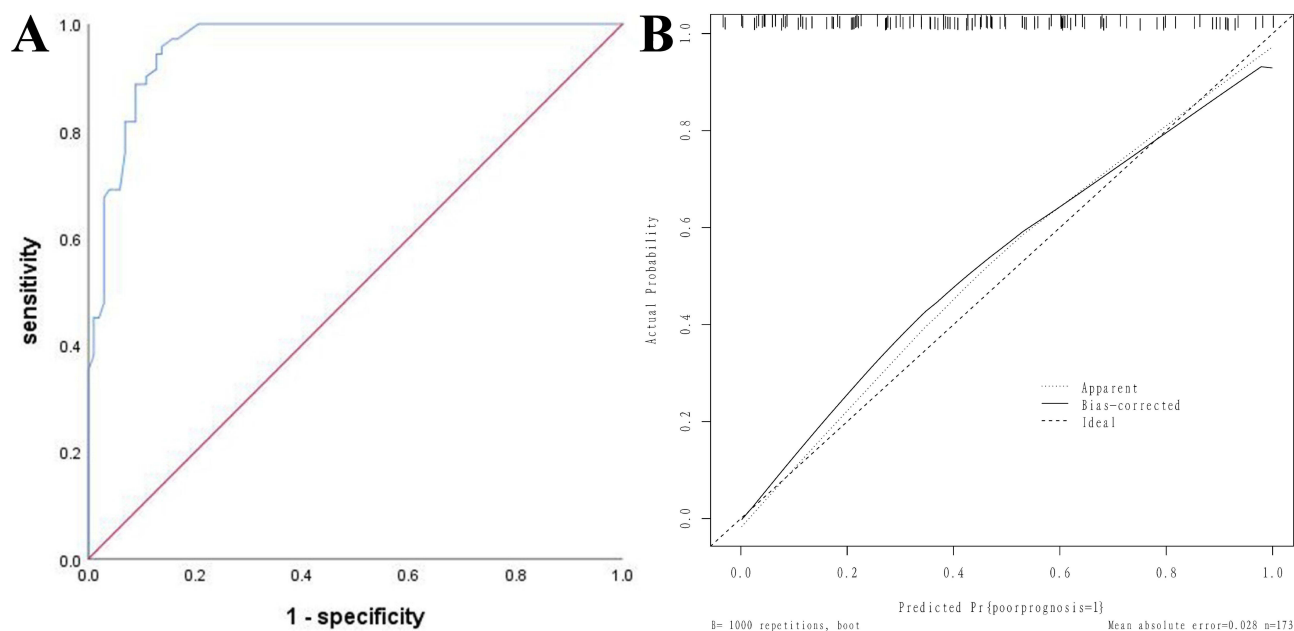 A
1.0
0.8
0.6
0.4
0.2
0.0
sensitivity
0.0 0.2 0.4 0.6 0.8 1.0
1 - specificity
B
1.0
0.8
0.6
0.4
0.2
0.0
Actual Probability
Apparent
Bias-corrected
Ideal
0.0 0.2 0.4 0.6 0.8 1.0
Predicted Pr{poorprognosis=1}
B= 1000 repetitions, boot
Mean absolute error=0.028 n=173